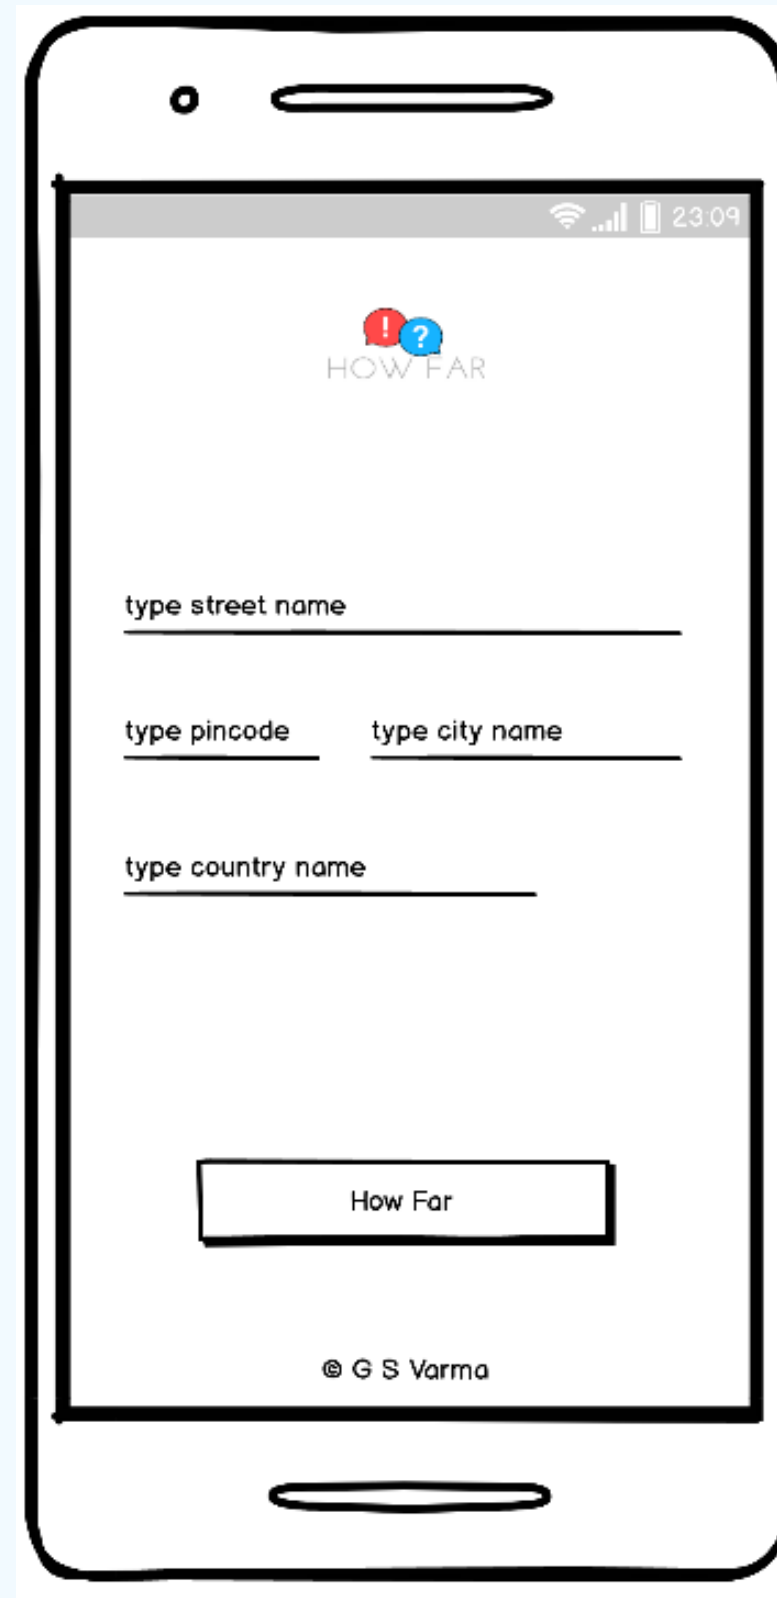 23:09
! ?
HOW FAR
type street name
type pincode type city name
type country name
How Far
© G S Varma